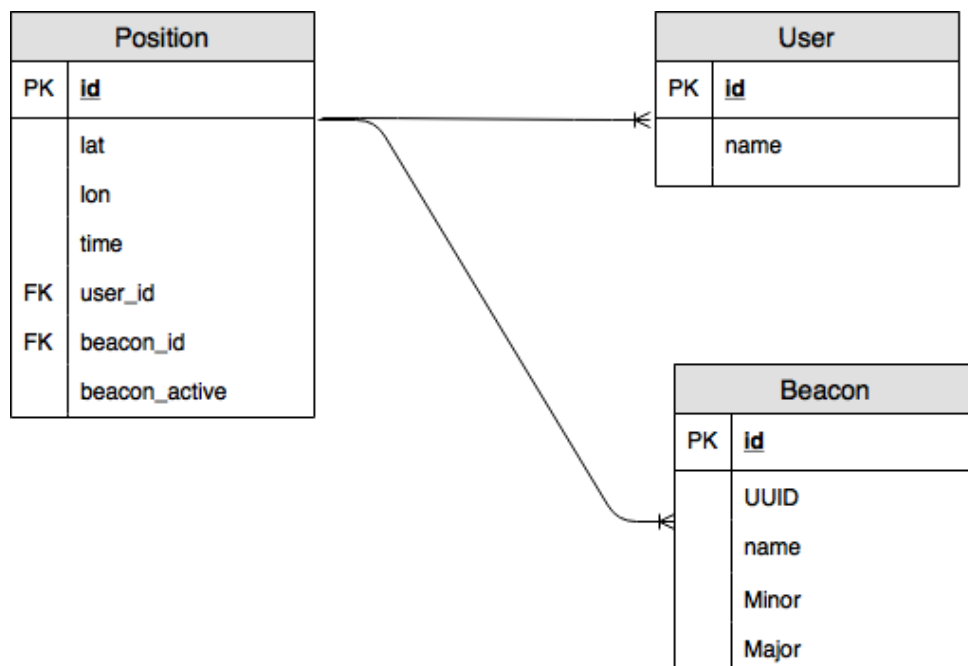 Position
PK id
lat
lon
time
FK user_id
FK beacon_id
beacon_active
User
PK id
name
Beacon
PK id
UUID
name
Minor
Major